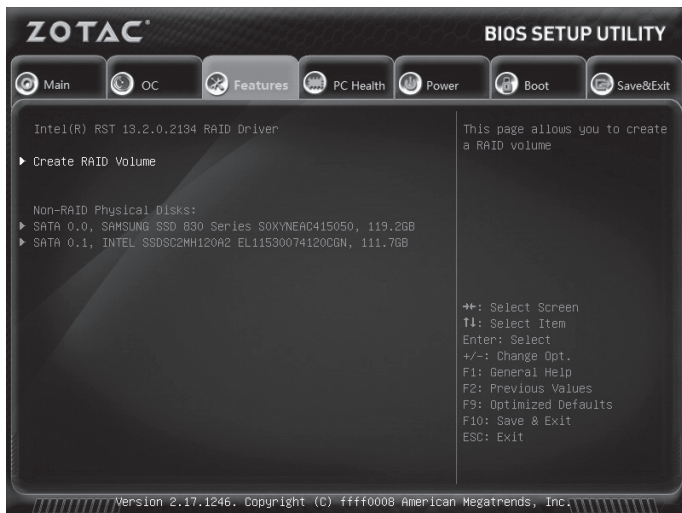 ZOTAC®
BIOS SETUP UTILITY
Main OC Features PC Health Power Boot Save&Exit
Intel(R) RST 13.2.0.2134 RAID Driver
▶ Create RAID Volume
Non-RAID Physical Disks:
▶ SATA 0.0, SAMSUNG SSD 830 Series S0XYNEAC415050, 119.2GB
▶ SATA 0.1, INTEL SSDSC2MH120A2 EL11530074120CGN, 111.7GB
This page allows you to create
a RAID volume
→←: Select Screen
↑↓: Select Item
Enter: Select
+/-: Change Opt.
F1: General Help
F2: Previous Values
F9: Optimized Defaults
F10: Save & Exit
ESC: Exit
Version 2.17.1246. Copyright (C) ffff0008 American Megatrends, Inc.